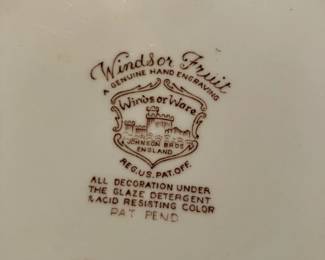 Windsor Fruit
A GENUINE HAND ENGRAVING
Windsor Ware
JOHNSON BROS
ENGLAND
REG. US. PAT. OFF.
ALL DECORATION UNDER
THE GLAZE DETERGENT
& ACID RESISTING COLOR
PAT PEND